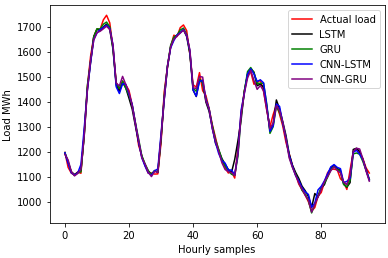 1700
1600
1500
1400
1300
1200
1100
1000
Load MWh
Actual load
LSTM
GRU
CNN-LSTM
CNN-GRU
0 20 40 60 80
Hourly samples